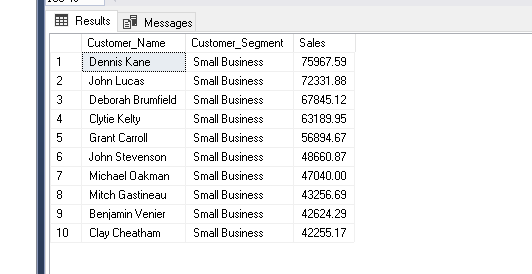 Results Messages
Customer_Name Customer_Segment Sales
1 Dennis Kane Small Business 75967.59
2 John Lucas Small Business 72331.88
3 Deborah Brumfield Small Business 67845.12
4 Clytie Kelty Small Business 63189.95
5 Grant Carroll Small Business 56894.67
6 John Stevenson Small Business 48660.87
7 Michael Oakman Small Business 47040.00
8 Mitch Gastineau Small Business 43256.69
9 Benjamin Venier Small Business 42624.29
10 Clay Cheatham Small Business 42255.17